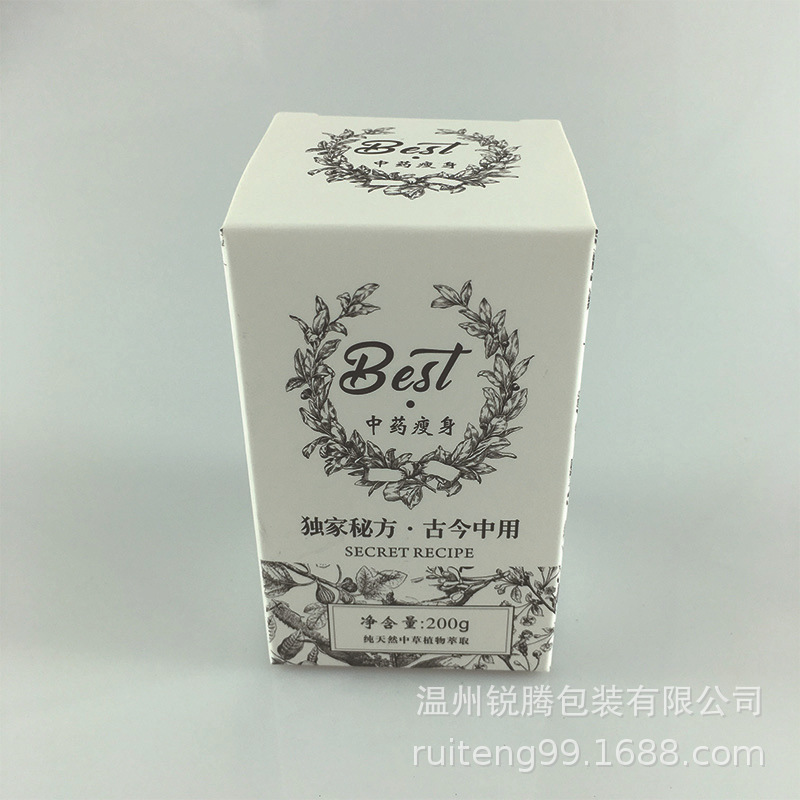 Best
中药瘦身
Best
中药瘦身
独家秘方·古今中用
SECRET RECIPE
净含量:200g
纯天然中草植物萃取
温州锐腾包装有限公司
ruiteng99.1688.com